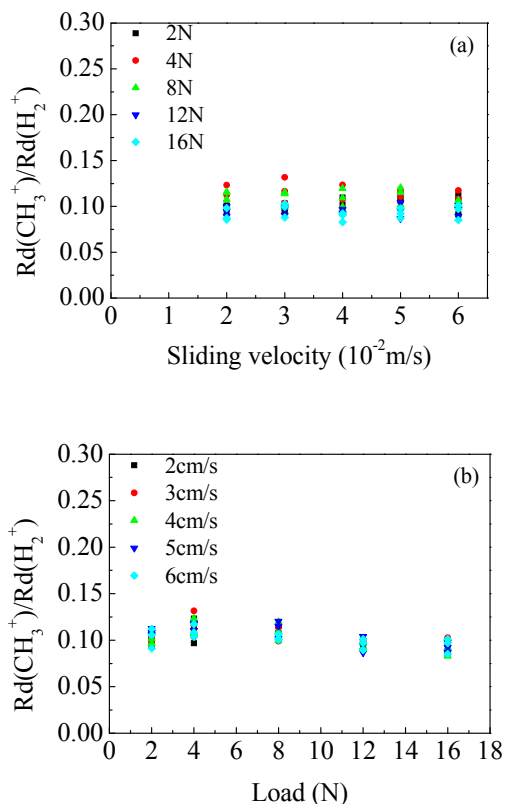 0.30
2N
(a)
4N
0.25
8N
12N
0.20
16N
0.15
0.10
0.05
0.00
Rd(CH₃⁺)/Rd(H₂⁺)
0 1 2 3 4 5 6
Sliding velocity (10⁻²m/s)
0.30
2cm/s
(b)
3cm/s
0.25
4cm/s
5cm/s
0.20
6cm/s
0.15
0.10
0.05
0.00
Rd(CH₃⁺)/Rd(H₂⁺)
0 2 4 6 8 10 12 14 16 18
Load (N)